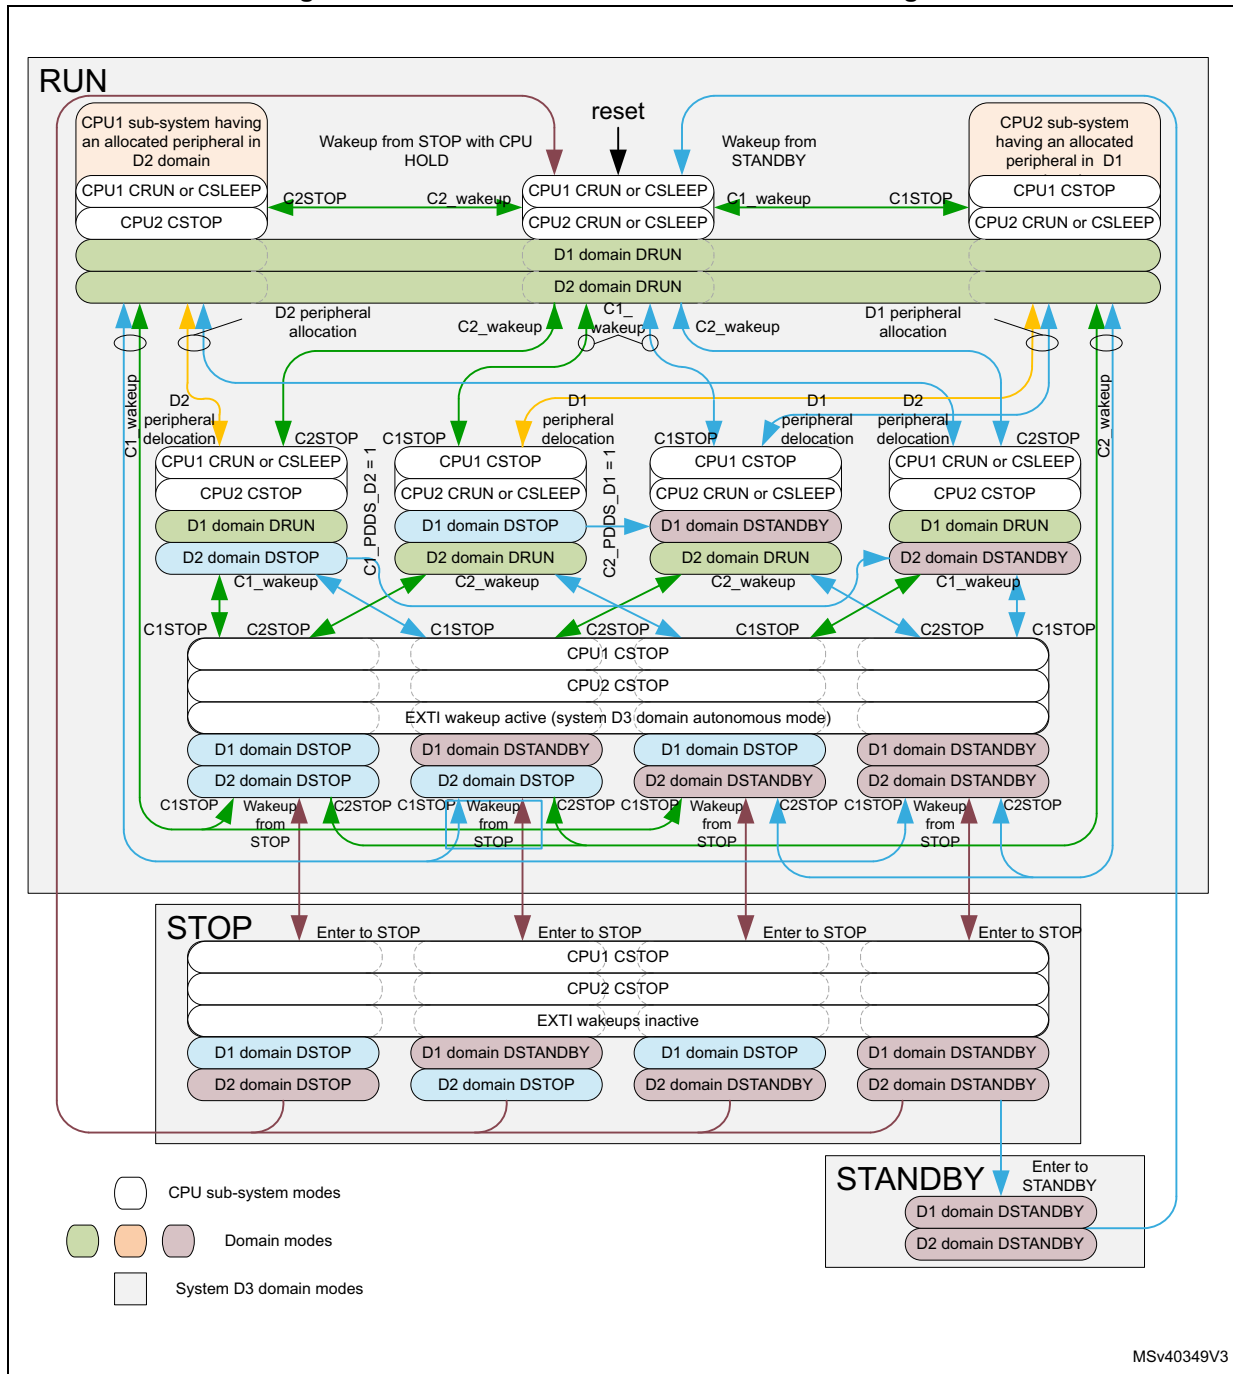 RUN
reset
CPU1 sub-system having
an allocated peripheral in
D2 domain
Wakeup from STOP with CPU
HOLD
Wakeup from
STANDBY
CPU2 sub-system
having an allocated
peripheral in D1
CPU1 CRUN or CSLEEP
CPU2 CSTOP
C2STOP
C2_wakeup
CPU1 CRUN or CSLEEP
CPU2 CRUN or CSLEEP
C1_wakeup
C1STOP
CPU1 CSTOP
CPU2 CRUN or CSLEEP
D1 domain DRUN
D2 domain DRUN
D2 peripheral
allocation
C2_wakeup
C1_
wakeup
C2_wakeup
D1 peripheral
allocation
C1_wakeup
C2_wakeup
D2
peripheral
delocation
C2STOP
C1STOP
D1
peripheral
delocation
C1STOP
D1
peripheral
delocation
D2
peripheral
delocation
C2STOP
CPU1 CRUN or CSLEEP
CPU2 CSTOP
D1 domain DRUN
D2 domain DSTOP
C1_PDDS_D2 = 1
CPU1 CSTOP
CPU2 CRUN or CSLEEP
D1 domain DSTOP
D2 domain DRUN
C2_PDDS_D1 = 1
CPU1 CSTOP
CPU2 CRUN or CSLEEP
D1 domain DSTANDBY
D2 domain DRUN
CPU1 CRUN or CSLEEP
CPU2 CSTOP
D1 domain DRUN
D2 domain DSTANDBY
C1_wakeup
C2_wakeup
C2_wakeup
C1_wakeup
C1STOP
C2STOP
C1STOP
C2STOP
C1STOP
C2STOP
C1STOP
CPU1 CSTOP
CPU2 CSTOP
EXTI wakeup active (system D3 domain autonomous mode)
D1 domain DSTOP
D2 domain DSTOP
D1 domain DSTANDBY
D2 domain DSTOP
D1 domain DSTOP
D2 domain DSTANDBY
D1 domain DSTANDBY
D2 domain DSTANDBY
C1STOP
Wakeup
from
STOP
C2STOP
C1STOP
Wakeup
from
STOP
C2STOP
C1STOP
Wakeup
from
STOP
C2STOP
C1STOP
Wakeup
from
STOP
C2STOP
STOP
Enter to STOP
Enter to STOP
Enter to STOP
Enter to STOP
CPU1 CSTOP
CPU2 CSTOP
EXTI wakeups inactive
D1 domain DSTOP
D2 domain DSTOP
D1 domain DSTANDBY
D2 domain DSTOP
D1 domain DSTOP
D2 domain DSTANDBY
D1 domain DSTANDBY
D2 domain DSTANDBY
STANDBY
Enter to
STANDBY
D1 domain DSTANDBY
D2 domain DSTANDBY
CPU sub-system modes
Domain modes
System D3 domain modes
MSv40349V3